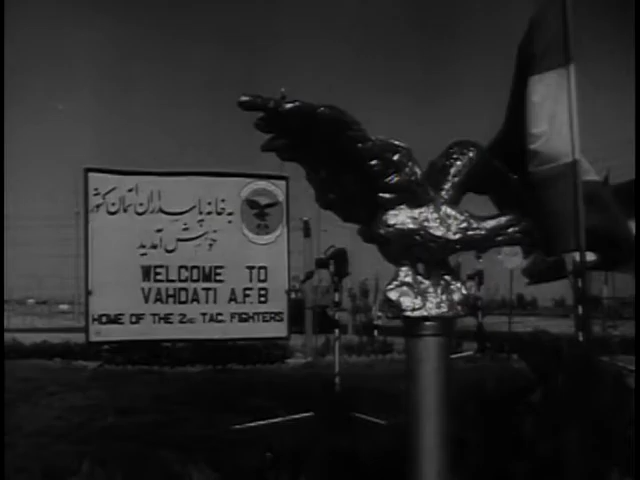 به خانه پاسداران آسمان کشور
خوش آمدید
WELCOME TO
VAHDATI A.F.B
HOME OF THE 2ND TAC. FIGHTERS